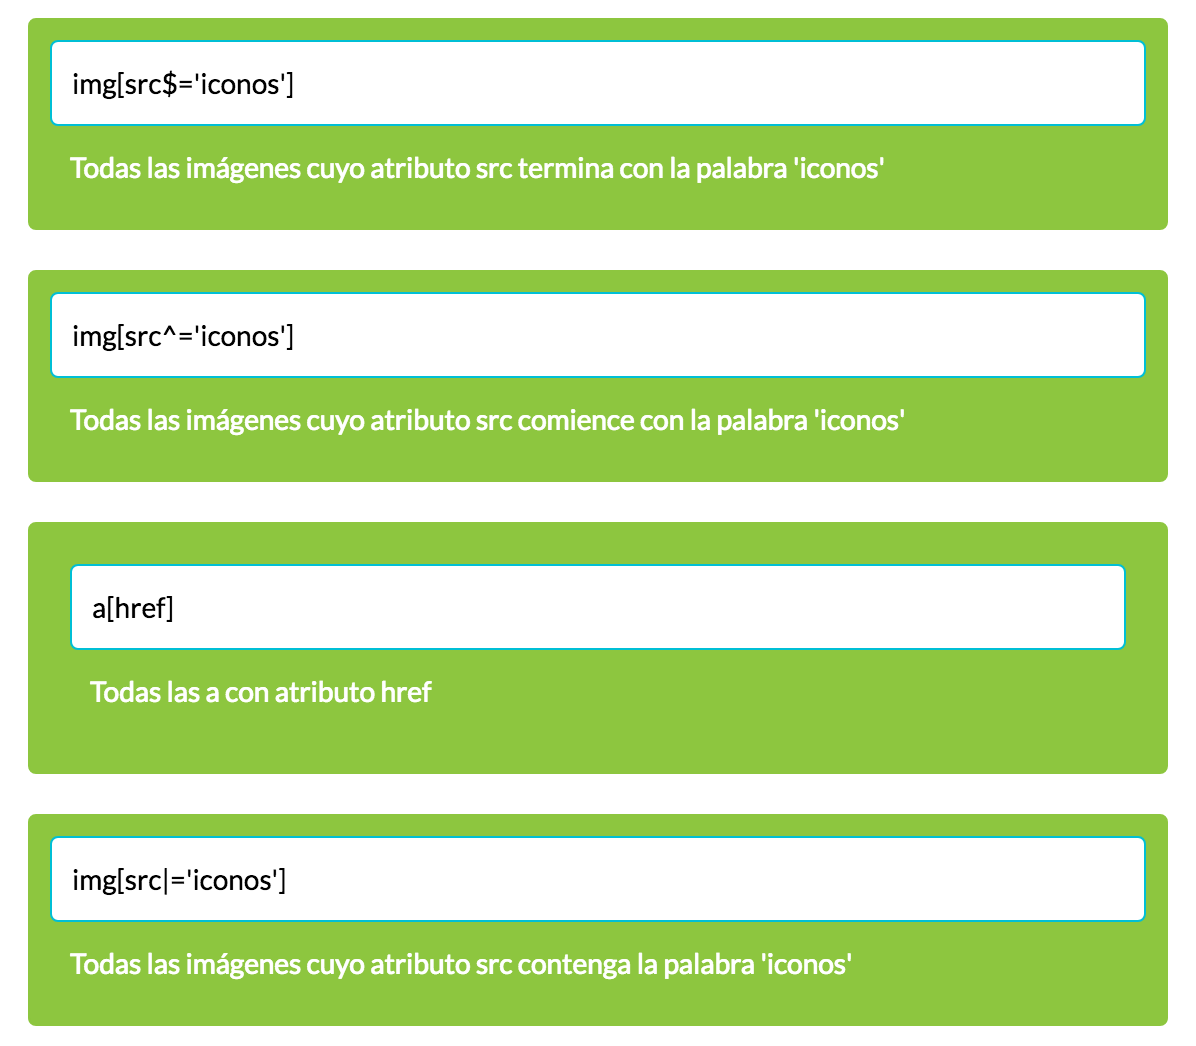 img[src$='iconos']
Todas las imágenes cuyo atributo src termina con la palabra 'iconos'
img[src^='iconos']
Todas las imágenes cuyo atributo src comience con la palabra 'iconos'
a[href]
Todas las a con atributo href
img[src|='iconos']
Todas las imágenes cuyo atributo src contenga la palabra 'iconos'